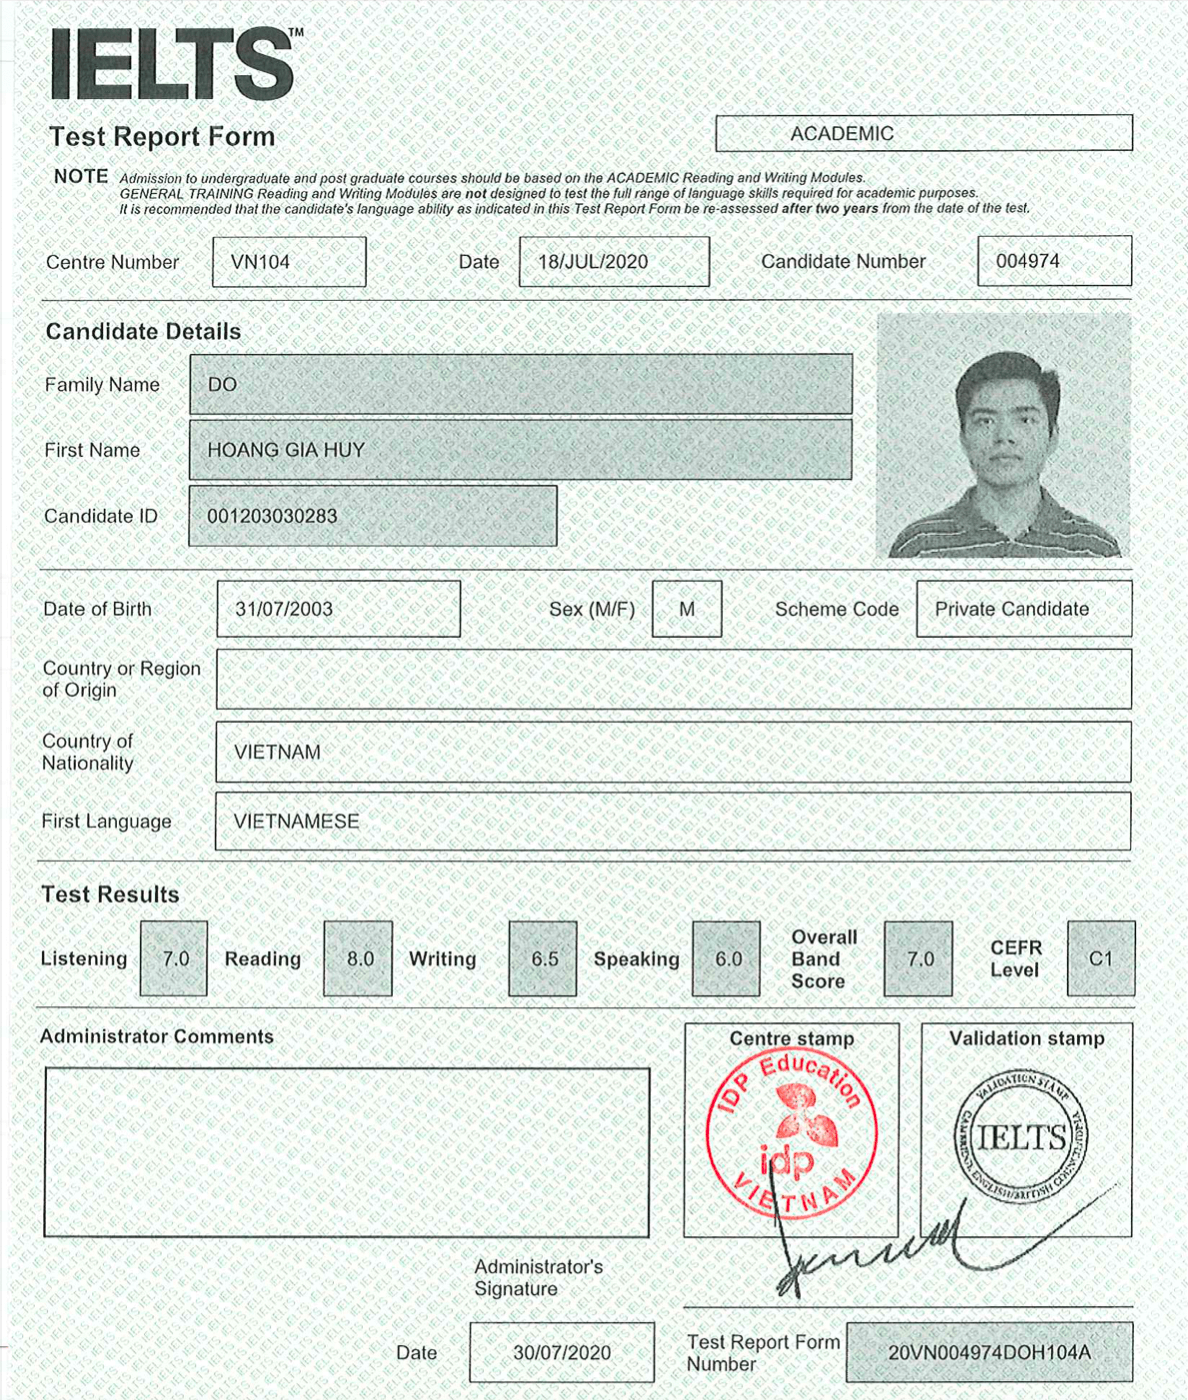 IELTS™
Test Report Form
ACADEMIC
NOTE Admission to undergraduate and post graduate courses should be based on the ACADEMIC Reading and Writing Modules.
GENERAL TRAINING Reading and Writing Modules are not designed to test the full range of language skills required for academic purposes.
It is recommended that the candidate's language ability as indicated in this Test Report Form be re-assessed after two years from the date of the test.
Centre Number VN104 Date 18/JUL/2020 Candidate Number 004974
Candidate Details
Family Name DO
First Name HOANG GIA HUY
Candidate ID 001203030283
Date of Birth 31/07/2003 Sex (M/F) M Scheme Code Private Candidate
Country or Region
of Origin
Country of
Nationality
VIETNAM
First Language VIETNAMESE
Test Results
Listening 7.0 Reading 8.0 Writing 6.5 Speaking 6.0
Overall
Band
Score
7.0
CEFR
Level
C1
Administrator Comments
Centre stamp
IDP Education
idp
VIETNAM
Validation stamp
VALIDATION STAMP
IELTS
Administrator's
Signature
Date 30/07/2020
Test Report Form
Number
20VN004974DOH104A